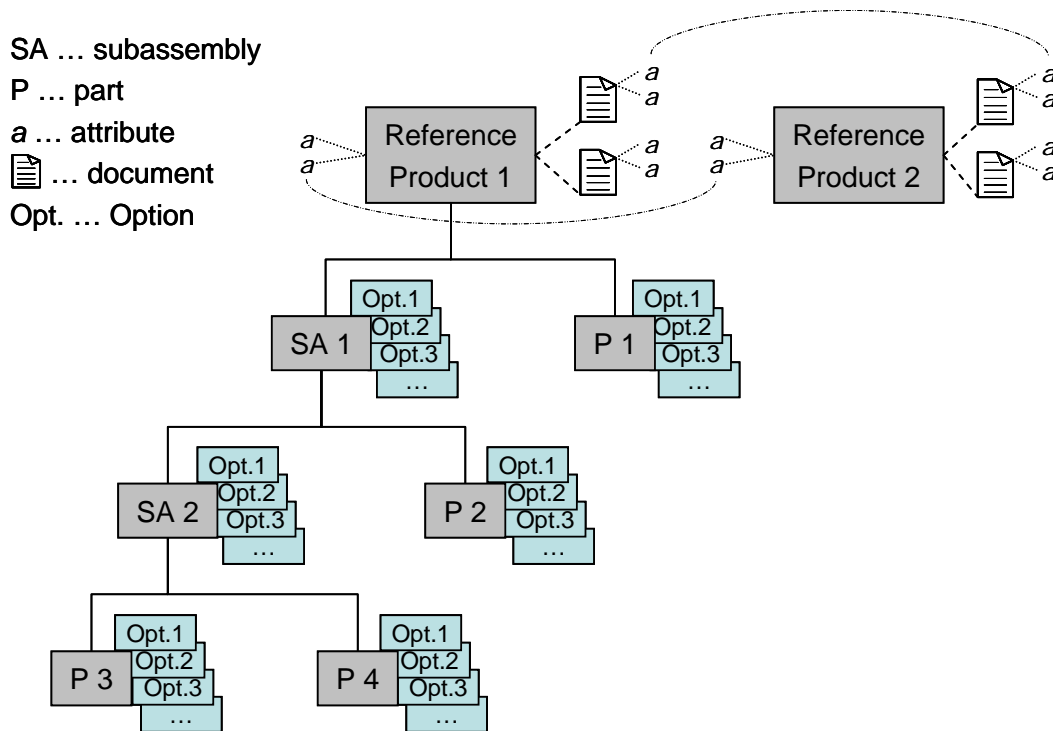 SA … subassembly
P … part
a … attribute
… document
Opt. … Option
a
a
Reference
Product 1
a
a
a
a
a
a
Reference
Product 2
a
a
a
a
SA 1
Opt.1
Opt.2
Opt.3
…
P 1
Opt.1
Opt.2
Opt.3
…
SA 2
Opt.1
Opt.2
Opt.3
…
P 2
Opt.1
Opt.2
Opt.3
…
P 3
Opt.1
Opt.2
Opt.3
…
P 4
Opt.1
Opt.2
Opt.3
…